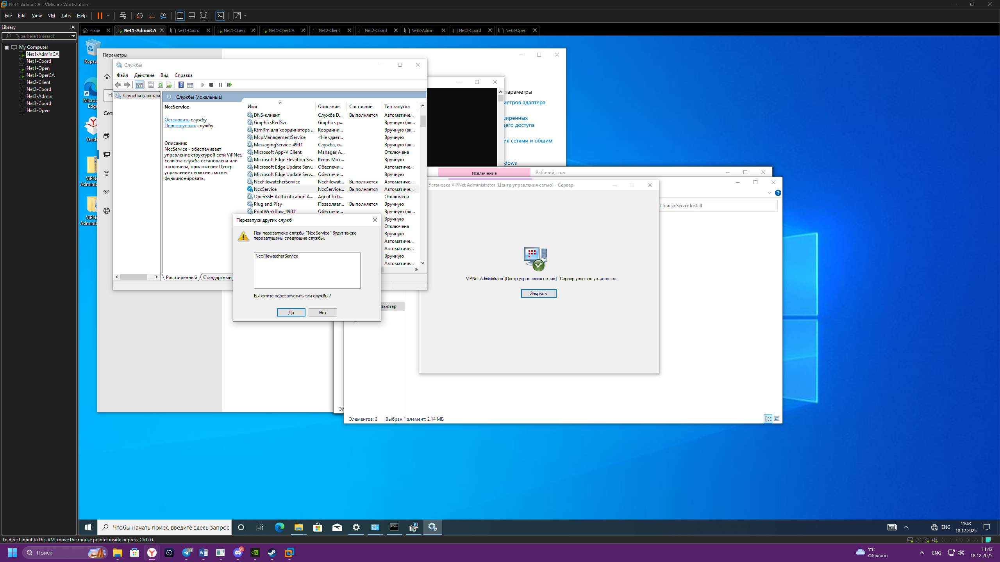 Net1-AdminCA - VMware Workstation
File Edit View VM Tabs Help
Library
Type here to search
My Computer
Net1-AdminCA
Net1-Coord
Net1-Open
Net1-OperCA
Net2-Client
Net2-Coord
Net3-Admin
Net3-Coord
Net3-Open
Home
Net1-AdminCA
Net1-Coord
Net1-Open
Net1-OperCA
Net2-Client
Net2-Coord
Net3-Admin
Net3-Coord
Net3-Open
Параметры
Службы
Файл Действие Вид Справка
Службы (локаль
Службы (локальные)
NccService
Остановить службу
Перезапустить службу
Описание:
NccService - обеспечивает
управление структурой сети ViPNet.
Если эта служба остановлена или
отключена, приложение Центр
управление сетью не сможет
функционировать.
Имя Описание Состояние Тип запуска
DNS-клиент Служба D... Выполняется Автоматиче...
GraphicsPerfSvc Graphics p... Вручную (ак...
KtmRm для координатора ... Координи... Вручную (ак...
McpManagementService <Не удает... Вручную
MessagingService_49ff1 Служба, о... Вручную (ак...
Microsoft App-V Client Manages A... Отключена
Microsoft Edge Elevation Se... Keeps Micr... Вручную
Microsoft Edge Update Serv... Обеспечи... Автоматиче...
Microsoft Edge Update Serv... Обеспечи... Вручную
NccFilewatcherService NccFilewat... Выполняется Автоматиче...
NccService NccService... Выполняется Автоматиче...
OpenSSH Authentication A... Agent to h... Отключена
Plug and Play Позволяет... Выполняется Вручную
PrintWorkflow_49ff1 Обеспечи... Вручную (ак...
Вручную
Отключена
Вручную
Автоматиче...
Автоматиче...
Вручную
Автоматиче...
Расширенный Стандартный
Перезапуск других служб
При перезапуске службы "NccService" будут также
перезапущены следующие службы.
NccFilewatcherService
Вы хотите перезапустить эти службы?
Да Нет
параметры
метров адаптера
ширенных
щего доступа
ия сетями и общим
dows
Извлечение Рабочий стол
Установка ViPNet Administrator [Центр управления сетью] - Сервер
Поиск: Server Install
ViPNet Administrator [Центр управления сетью] - Сервер успешно установлен.
Закрыть
пьютер
Эл
Элементов: 2 Выбран 1 элемент: 2,14 МБ
Корзи
Micros
Edge
Yande
ViPNe
Adminis
ViPNe
Adminis
На
Сет
Чтобы начать поиск, введите здесь запрос
ENG
11:43
18.12.2025
To direct input to this VM, move the mouse pointer inside or press Ctrl+G.
Поиск
38
9+
1°C
Облачно
ENG
11:43
18.12.2025